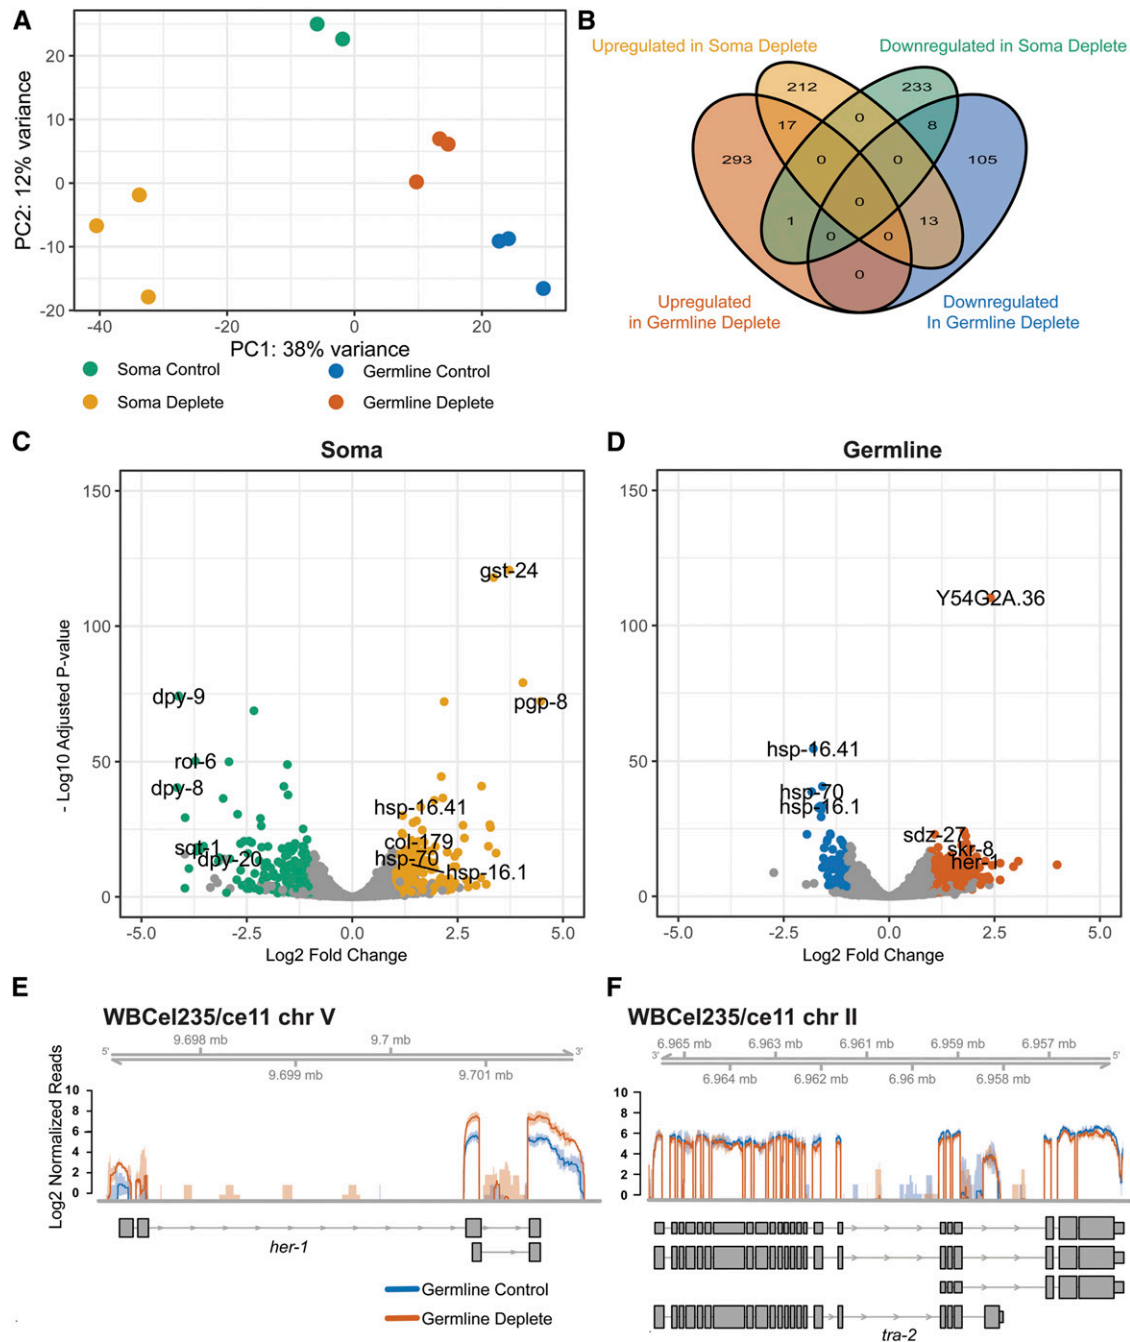 A
20
10
0
-10
-20
PC2: 12% variance
-40
-20
0
20
PC1: 38% variance
Soma Control
Germline Control
Soma Deplete
Germline Deplete
B
Upregulated in Soma Deplete
Downregulated in Soma Deplete
212
233
17
0
8
293
0
0
105
0
1
13
0
0
0
Upregulated
in Germline Deplete
Downregulated
In Germline Deplete
C
Soma
150
100
50
0
- Log10 Adjusted P-value
gst-24
dpy-9
pgp-8
rol-6
dpy-8
hsp-16.41
sqt-1
col-179
dpy-20
hsp-70
hsp-16.1
-5.0
-2.5
0.0
2.5
5.0
Log2 Fold Change
D
Germline
150
100
50
0
Y54G2A.36
hsp-16.41
hsp-70
hsp-16.1
sdz-27
skr-8
her-1
-5.0
-2.5
0.0
2.5
5.0
Log2 Fold Change
E
WBCel235/ce11 chr V
9.698 mb
9.7 mb
5'
3'
9.699 mb
9.701 mb
Log2 Normalized Reads
10
8
6
4
2
0
her-1
Germline Control
Germline Deplete
F
WBCel235/ce11 chr II
6.965 mb
6.963 mb
6.961 mb
6.959 mb
6.957 mb
3'
5'
6.964 mb
6.962 mb
6.96 mb
6.958 mb
10
8
6
4
2
0
tra-2